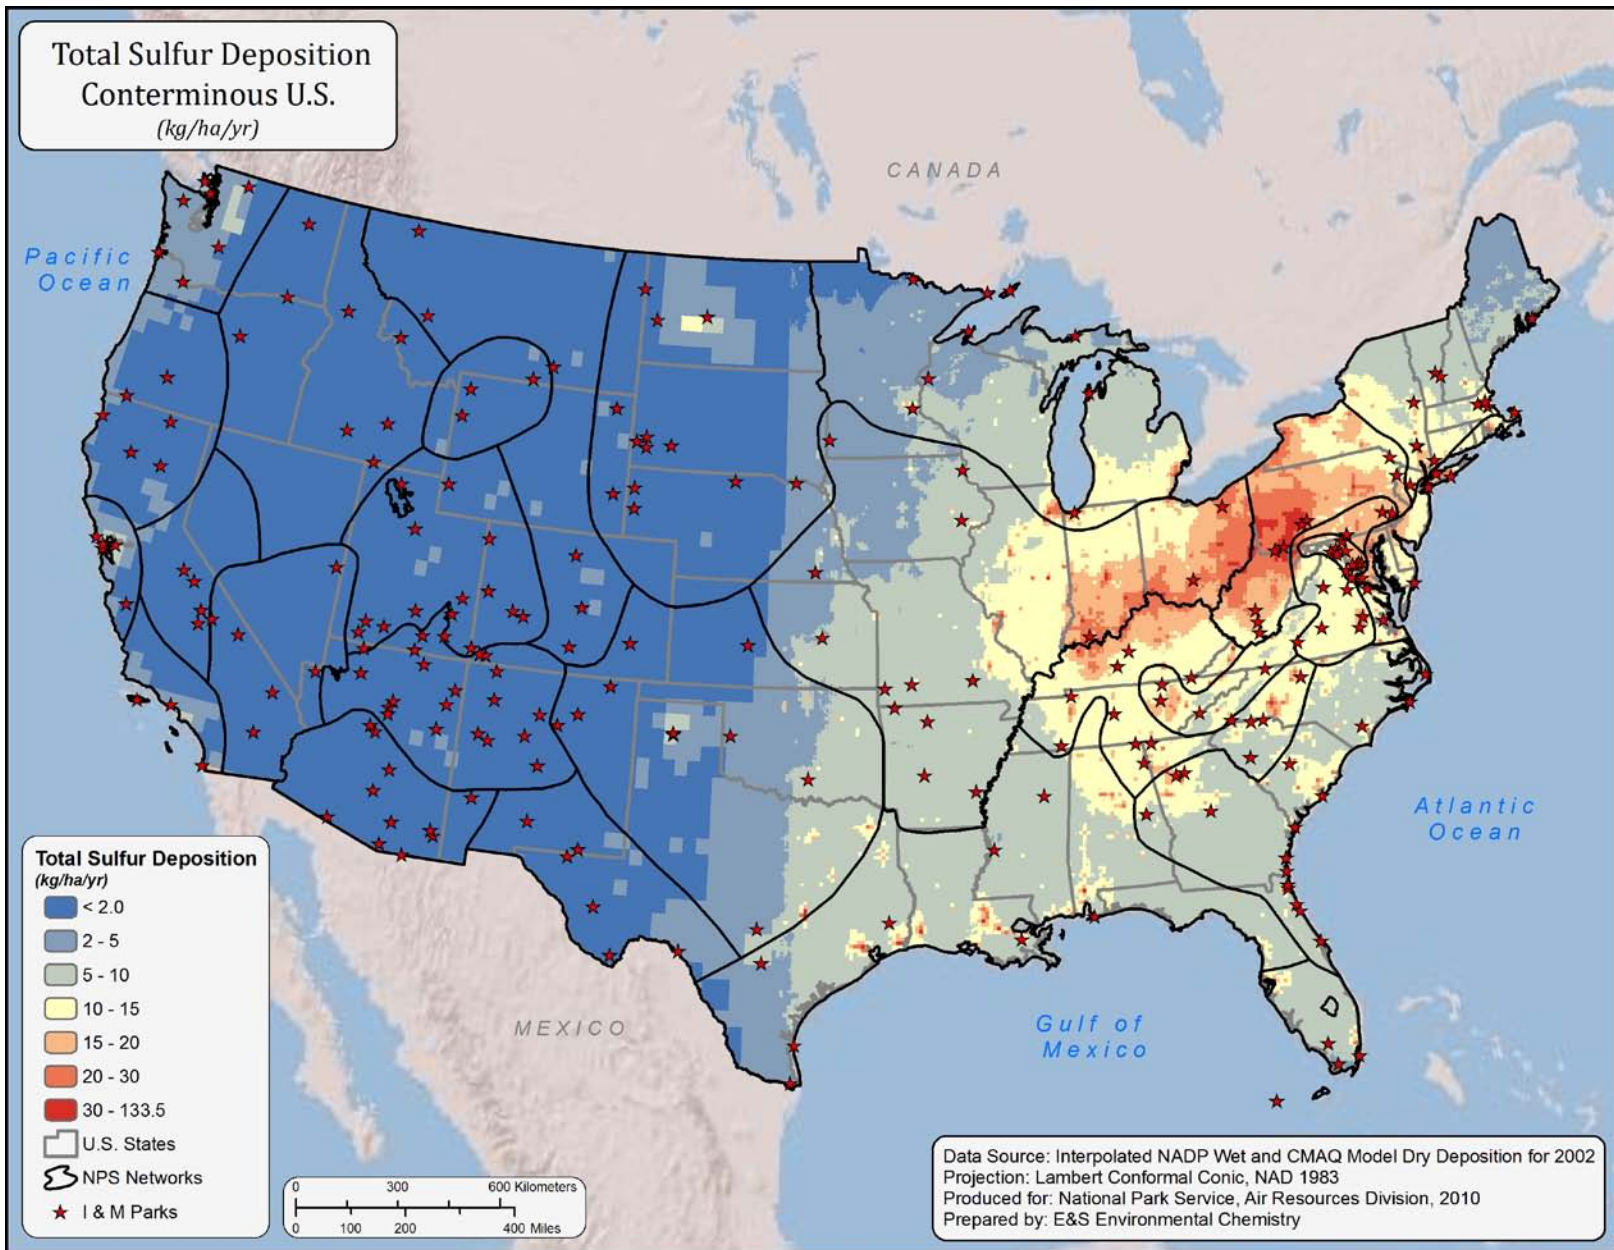 Total Sulfur Deposition
Conterminous U.S.
(kg/ha/yr)
CANADA
Pacific
Ocean
Atlantic
Ocean
Gulf of
Mexico
MEXICO
Total Sulfur Deposition
(kg/ha/yr)
< 2.0
2 - 5
5 - 10
10 - 15
15 - 20
20 - 30
30 - 133.5
U.S. States
NPS Networks
I & M Parks
0 300 600 Kilometers
0 100 200 400 Miles
Data Source: Interpolated NADP Wet and CMAQ Model Dry Deposition for 2002
Projection: Lambert Conformal Conic, NAD 1983
Produced for: National Park Service, Air Resources Division, 2010
Prepared by: E&S Environmental Chemistry